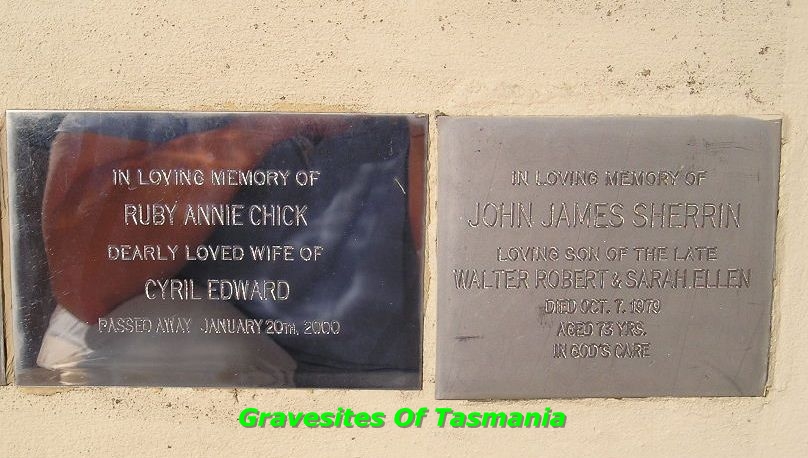 IN LOVING MEMORY OF
RUBY ANNIE CHICK
DEARLY LOVED WIFE OF
CYRIL EDWARD
PASSED AWAY JANUARY 20TH, 2000
IN LOVING MEMORY OF
JOHN JAMES SHERRIN
LOVING SON OF THE LATE
WALTER ROBERT & SARAH ELLEN
DIED OCT. 7. 1979
AGED 73 YRS.
IN GOD'S CARE
Gravesites Of Tasmania